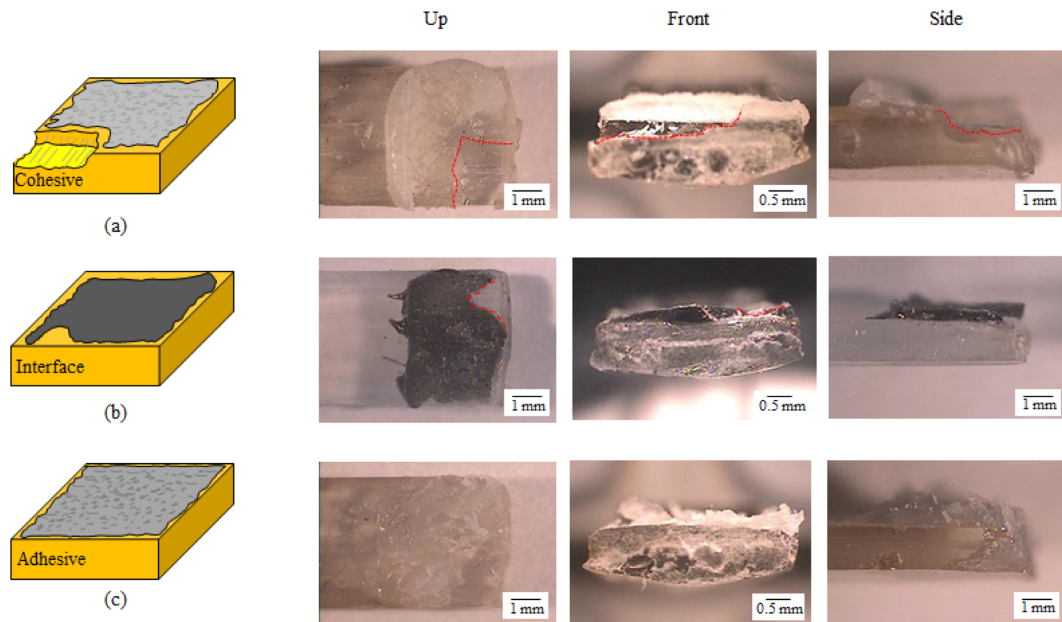 Up Front Side
Cohesive
1 mm 0.5 mm 1 mm
(a)
Interface
1 mm 0.5 mm 1 mm
(b)
Adhesive
1 mm 0.5 mm 1 mm
(c)